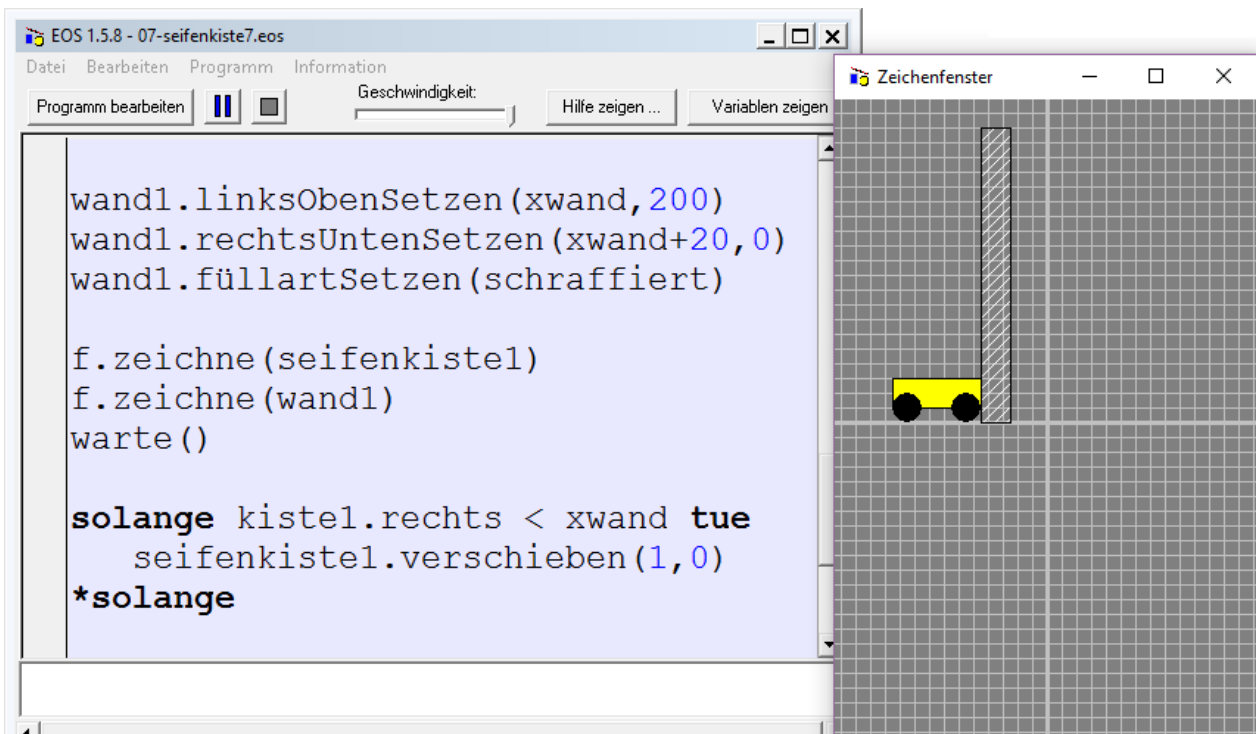 EOS 1.5.8 - 07-seifenkiste7.eos
Datei Bearbeiten Programm Information
Programm bearbeiten
Geschwindigkeit:
Hilfe zeigen ...
Variablen zeigen
wand1.linksObenSetzen(xwand,200)
wand1.rechtsUntenSetzen(xwand+20,0)
wand1.füllartSetzen(schraffiert)
f.zeichne(seifenkiste1)
f.zeichne(wand1)
warte()
solange kiste1.rechts < xwand tue
seifenkiste1.verschieben(1,0)
*solange
Zeichenfenster